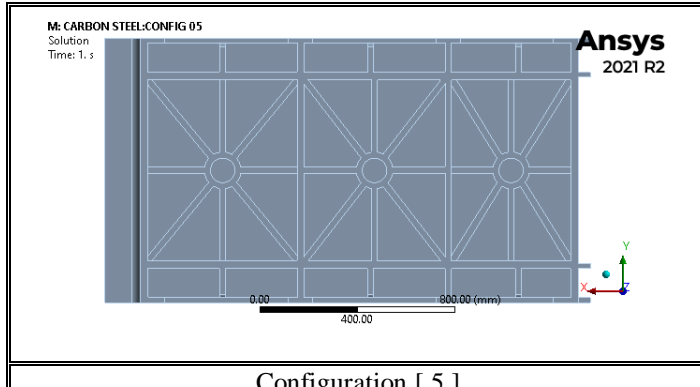 M: CARBON STEEL:CONFIG 05
Solution
Time: 1. s
Ansys
2021 R2
Y
X
Z
0.00
800.00 (mm)
400.00
Configuration [ 5 ]